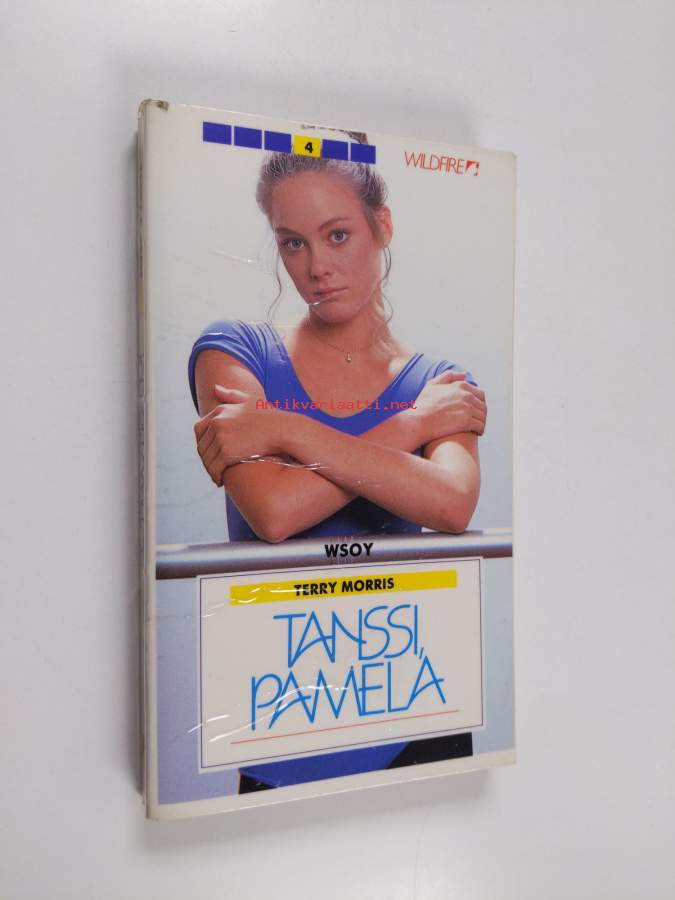 4
WILDFIRE
Antikvariaatti.net
WSOY
TERRY MORRIS
TANSSI,
PAMELA